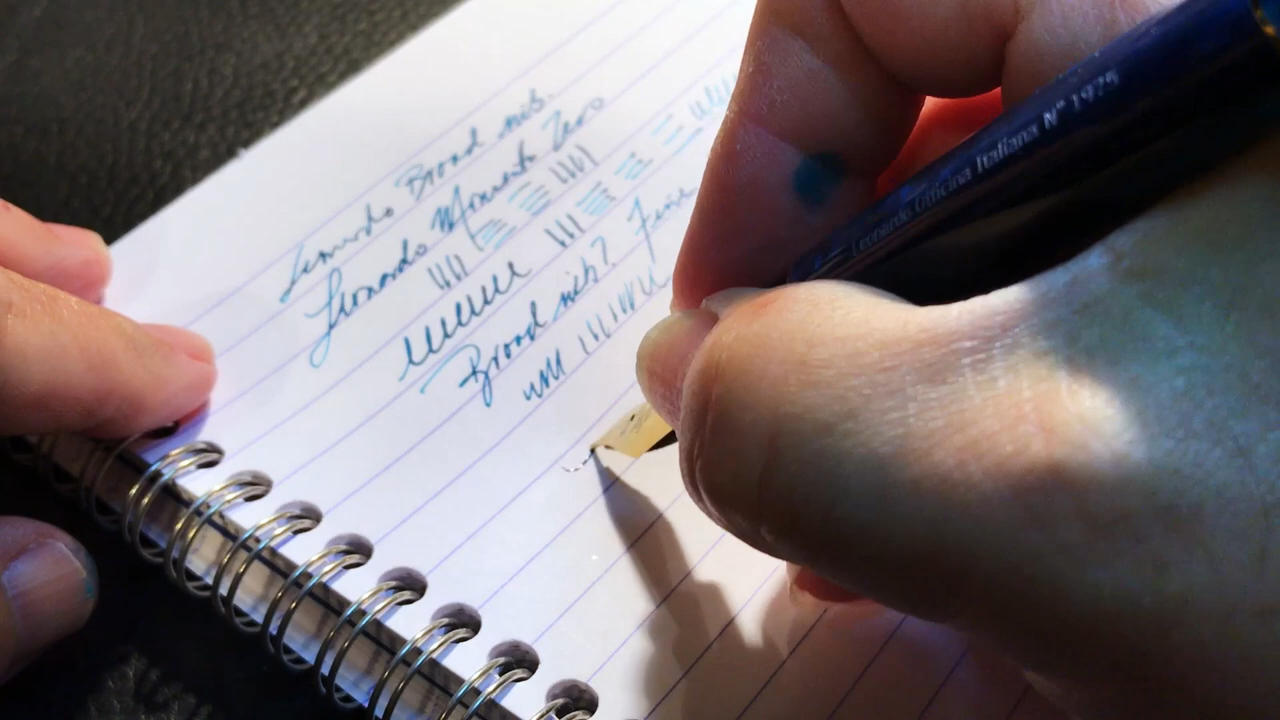 Leonardo Broad nib.
Leonardo Momento Zero
Broad nib? Fine
Leonardo Officina Italiana N° 1975